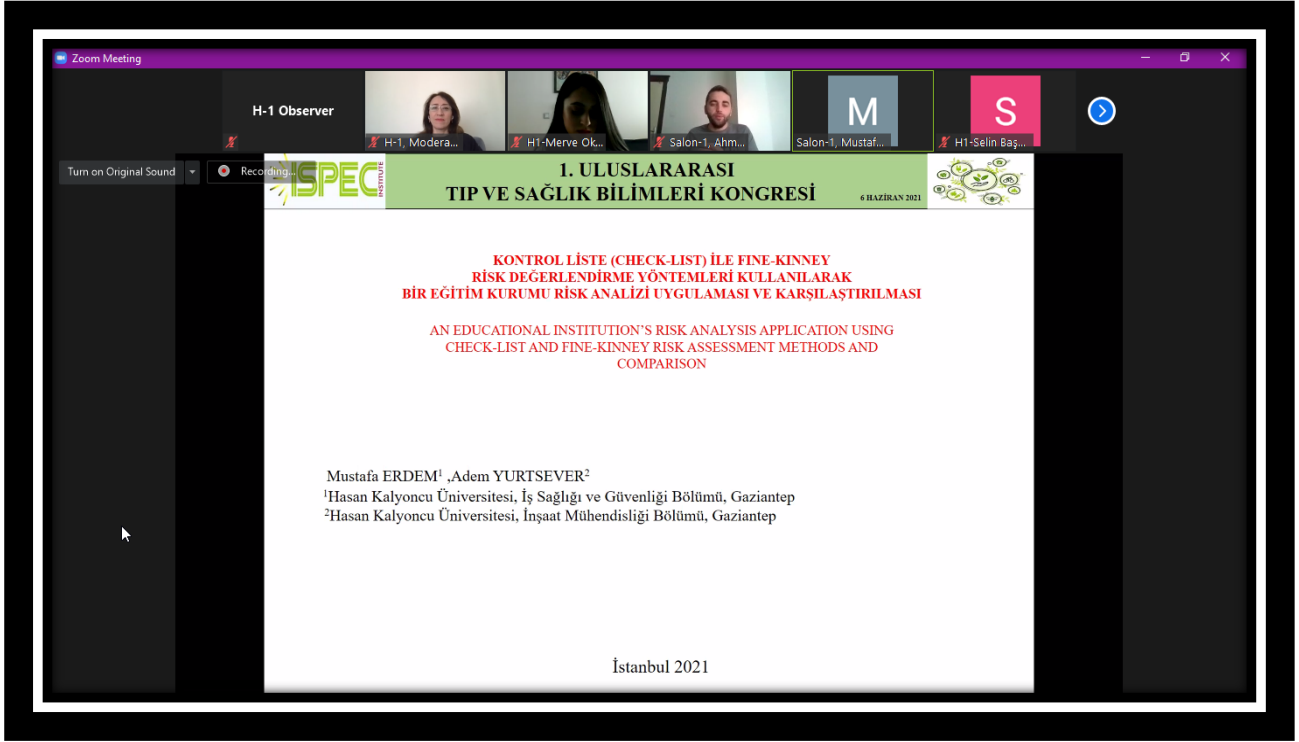 Zoom Meeting
H-1 Observer
H-1, Modera...
H1-Merve Ok...
Salon-1, Ahm...
M
Salon-1, Mustaf...
S
H1-Selin Baş...
Turn on Original Sound
Recording...
ISPEC
INSTITUTE
1. ULUSLARARASI
TIP VE SAĞLIK BİLİMLERİ KONGRESİ
6 HAZİRAN 2021
KONTROL LİSTE (CHECK-LIST) İLE FINE-KINNEY
RİSK DEĞERLENDİRME YÖNTEMLERİ KULLANILARAK
BİR EĞİTİM KURUMU RİSK ANALİZİ UYGULAMASI VE KARŞILAŞTIRILMASI
AN EDUCATIONAL INSTITUTION'S RISK ANALYSIS APPLICATION USING
CHECK-LIST AND FINE-KINNEY RISK ASSESSMENT METHODS AND
COMPARISON
Mustafa ERDEM¹ ,Adem YURTSEVER²
¹Hasan Kalyoncu Üniversitesi, İş Sağlığı ve Güvenliği Bölümü, Gaziantep
²Hasan Kalyoncu Üniversitesi, İnşaat Mühendisliği Bölümü, Gaziantep
İstanbul 2021